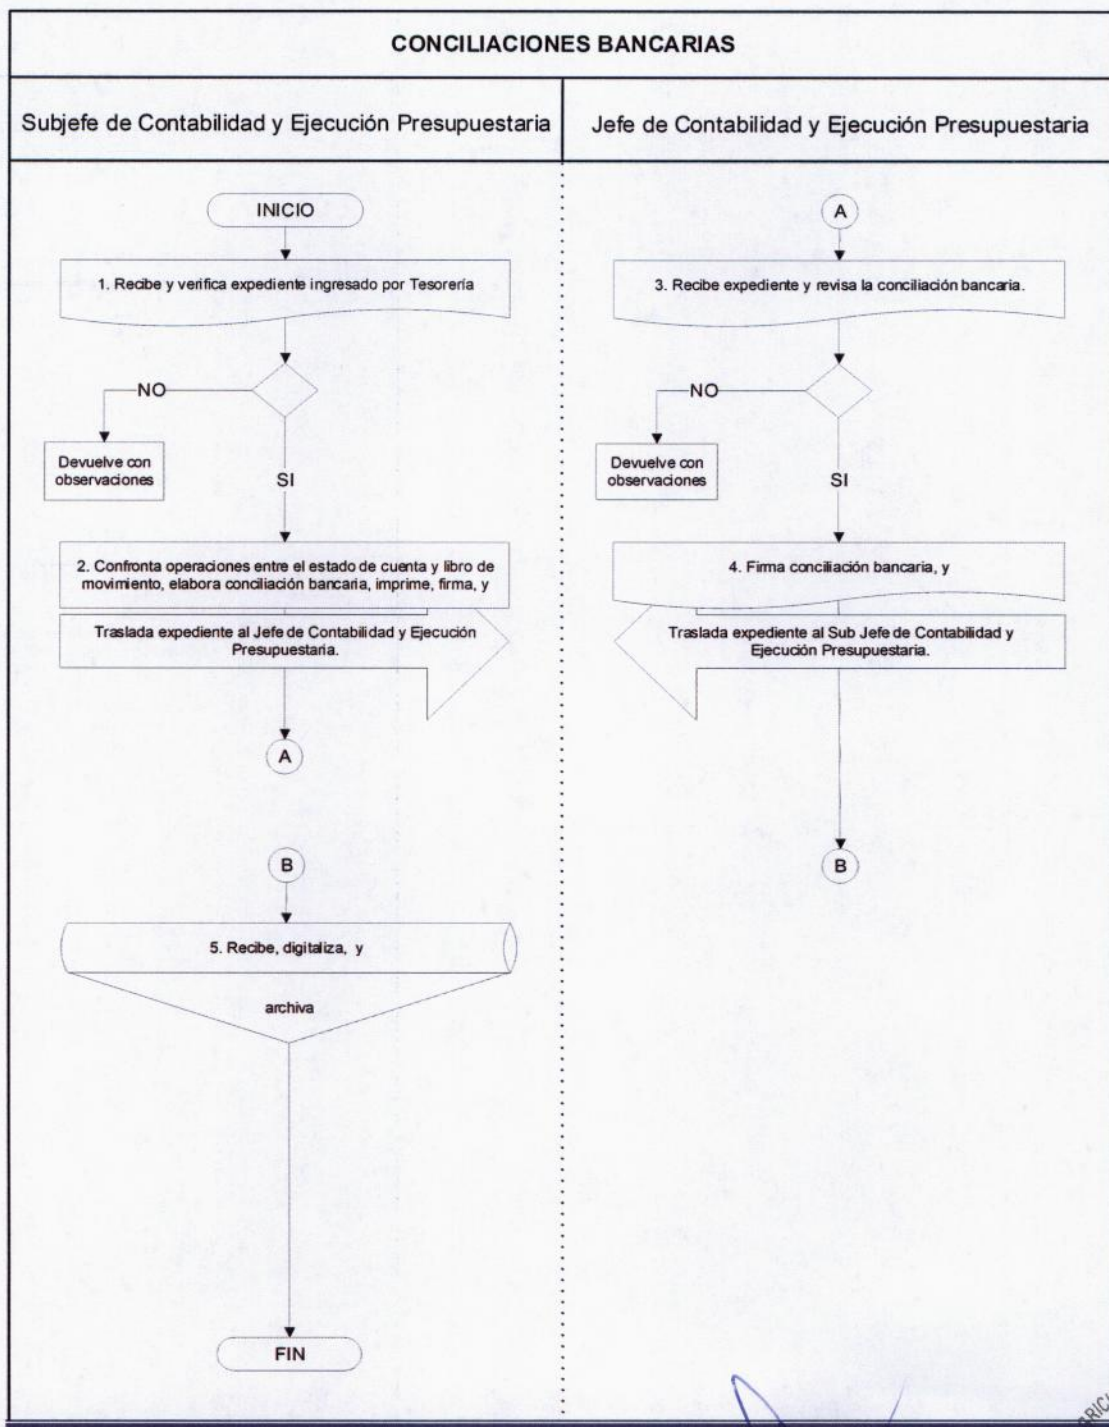 CONCILIACIONES BANCARIAS
Subjefe de Contabilidad y Ejecución Presupuestaria
Jefe de Contabilidad y Ejecución Presupuestaria
INICIO
1. Recibe y verifica expediente ingresado por Tesorería
NO
Devuelve con
observaciones
SI
2. Confronta operaciones entre el estado de cuenta y libro de
movimiento, elabora conciliación bancaria, imprime, firma, y
Traslada expediente al Jefe de Contabilidad y Ejecución
Presupuestaria.
A
B
5. Recibe, digitaliza, y
archiva
FIN
A
3. Recibe expediente y revisa la conciliación bancaria.
NO
Devuelve con
observaciones
SI
4. Firma conciliación bancaria, y
Traslada expediente al Sub Jefe de Contabilidad y
Ejecución Presupuestaria.
B